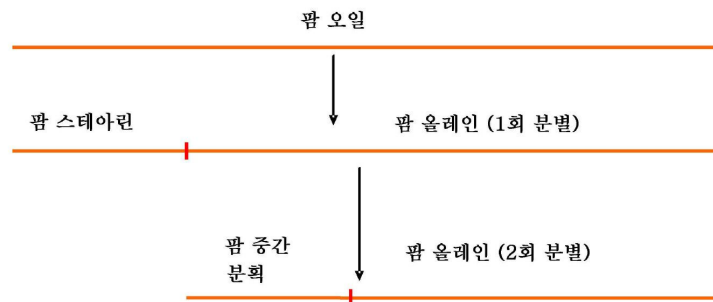 팜 오일
팜 스테아린
팜 올레인 (1회 분별)
팜 중간
분획
팜 올레인 (2회 분별)